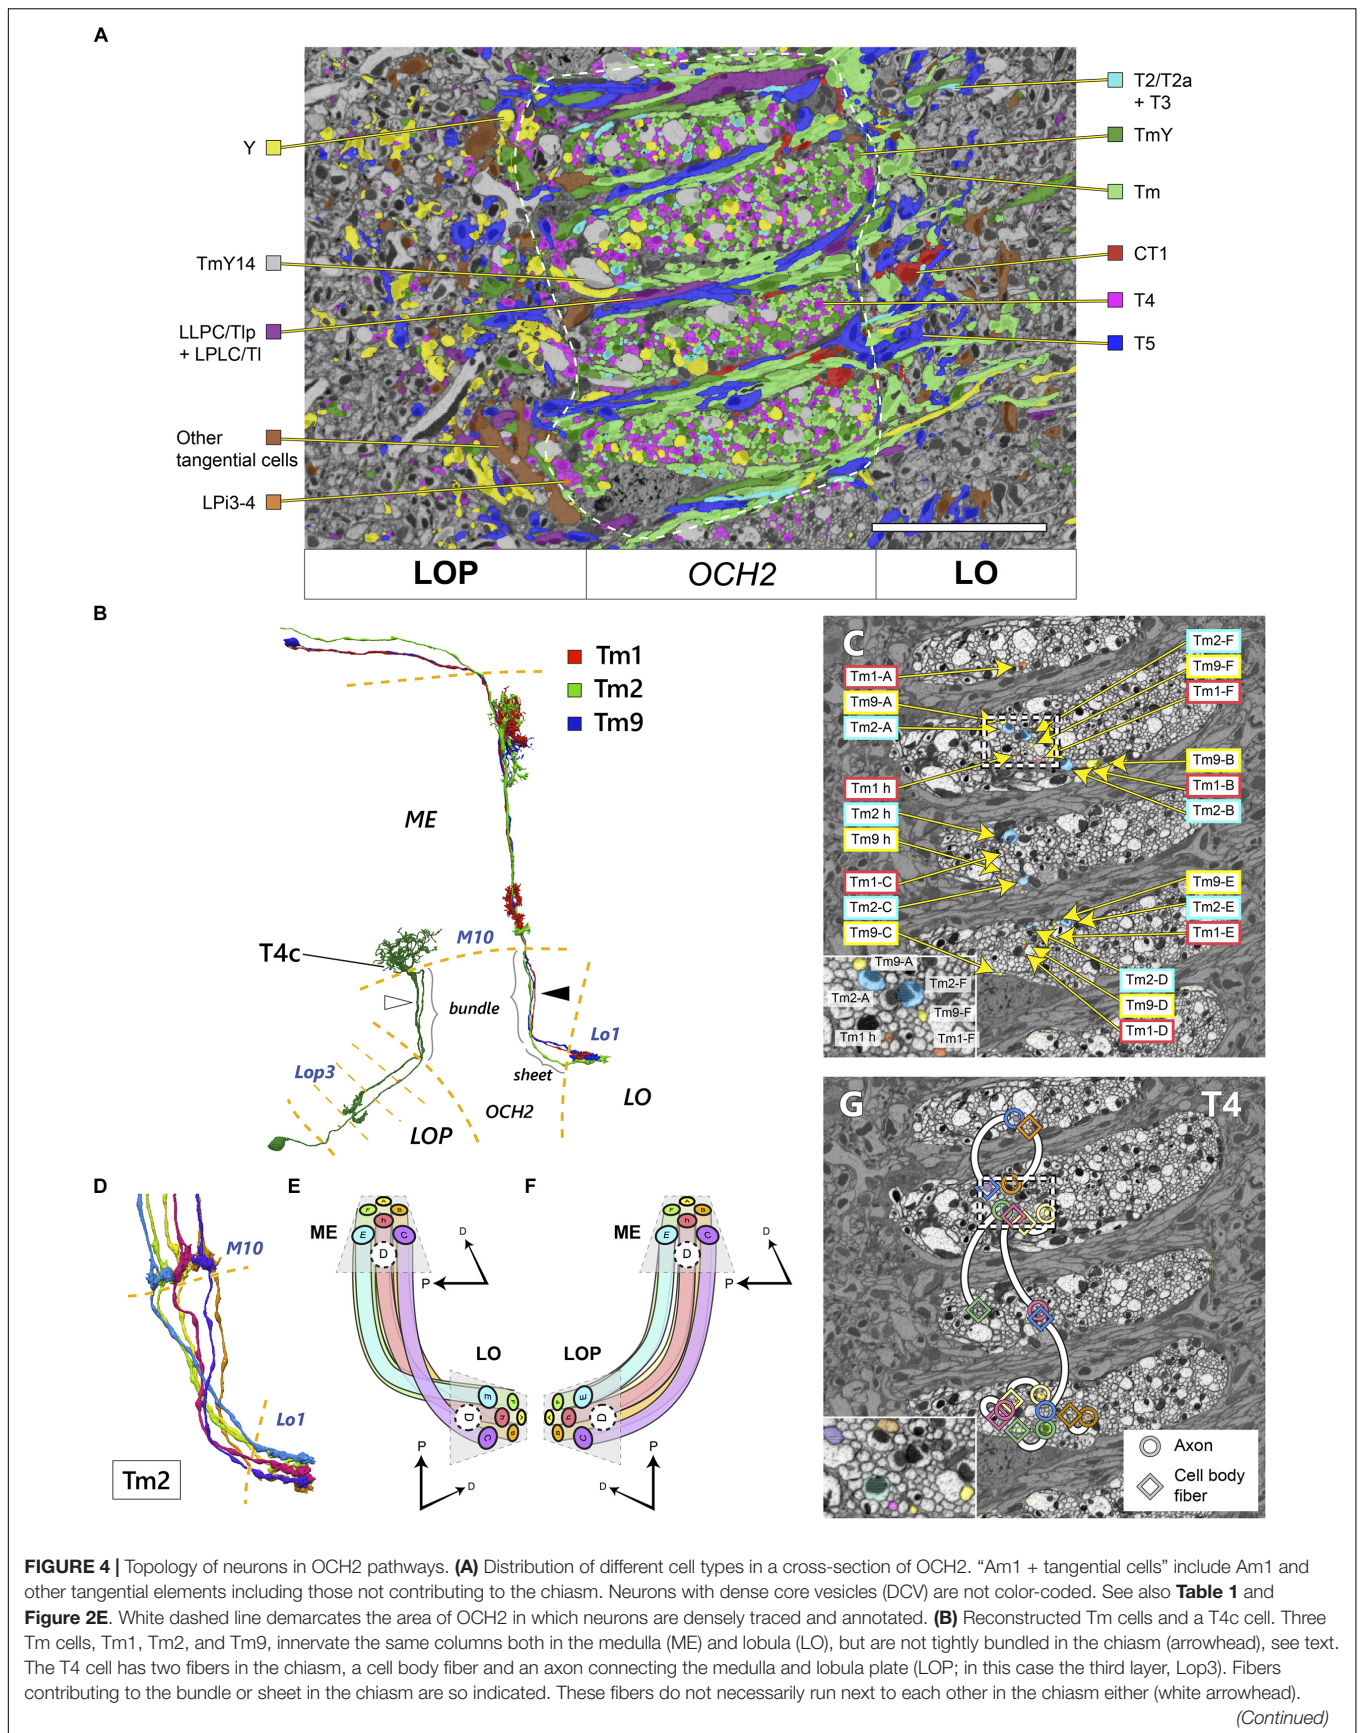 A
Y
TmY14
LLPC/Tlp
+ LPLC/Tl
Other
tangential cells
LPi3-4
T2/T2a
+ T3
TmY
Tm
CT1
T4
T5
LOP
OCH2
LO
B
Tm1
Tm2
Tm9
ME
M10
T4c
bundle
Lo1
sheet
Lop3
OCH2
LO
LOP
C
Tm1-A
Tm9-A
Tm2-A
Tm1 h
Tm2 h
Tm9 h
Tm1-C
Tm2-C
Tm9-C
Tm2-F
Tm9-F
Tm1-F
Tm9-B
Tm1-B
Tm2-B
Tm9-E
Tm2-E
Tm1-E
Tm2-D
Tm9-D
Tm1-D
Tm9-A
Tm2-A
Tm2-F
Tm9-F
Tm1 h
Tm1-F
D
M10
Lo1
Tm2
E
ME
A
F
B
h
E
C
D
D
P
LO
E
F
D
h
A
C
B
P
D
F
ME
A
F
B
h
E
C
D
D
P
LOP
F
E
A
h
D
B
C
P
D
G
T4
Axon
Cell body
fiber
FIGURE 4 | Topology of neurons in OCH2 pathways. (A) Distribution of different cell types in a cross-section of OCH2. “Am1 + tangential cells” include Am1 and
other tangential elements including those not contributing to the chiasm. Neurons with dense core vesicles (DCV) are not color-coded. See also Table 1 and
Figure 2E. White dashed line demarcates the area of OCH2 in which neurons are densely traced and annotated. (B) Reconstructed Tm cells and a T4c cell. Three
Tm cells, Tm1, Tm2, and Tm9, innervate the same columns both in the medulla (ME) and lobula (LO), but are not tightly bundled in the chiasm (arrowhead), see text.
The T4 cell has two fibers in the chiasm, a cell body fiber and an axon connecting the medulla and lobula plate (LOP; in this case the third layer, Lop3). Fibers
contributing to the bundle or sheet in the chiasm are so indicated. These fibers do not necessarily run next to each other in the chiasm either (white arrowhead).
(Continued)